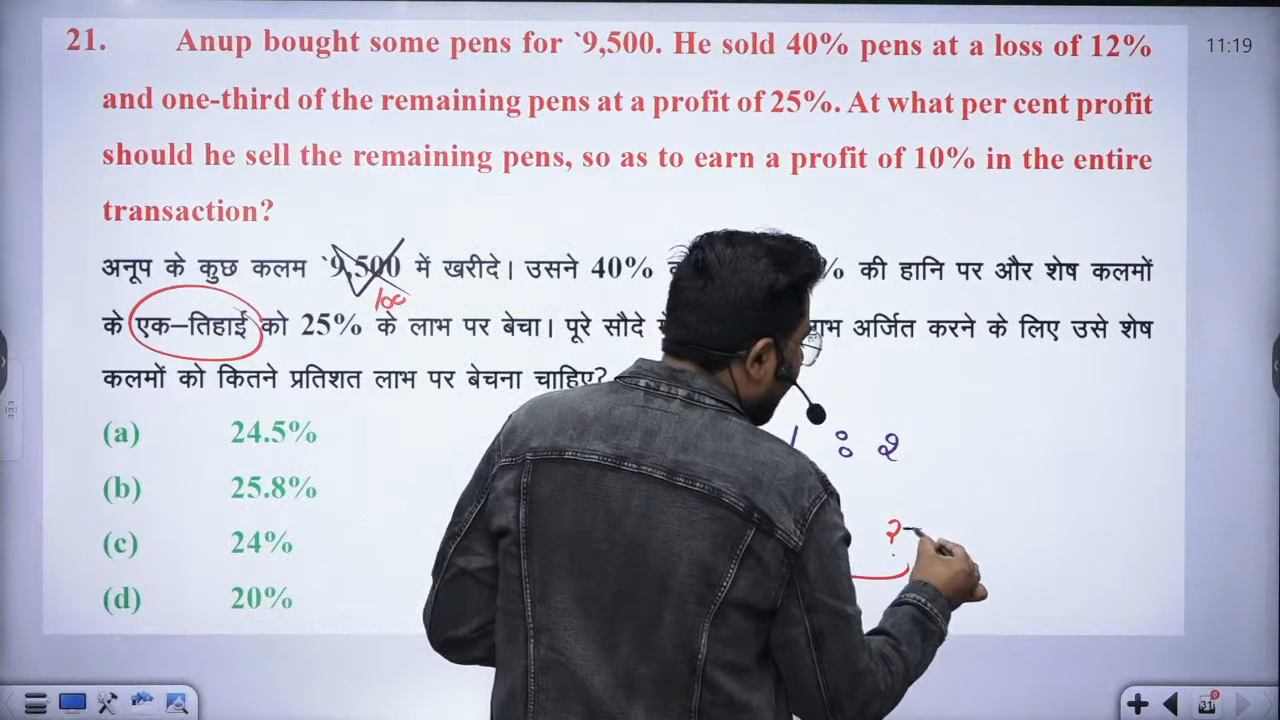 21. Anup bought some pens for `9,500. He sold 40% pens at a loss of 12%
11:19
and one-third of the remaining pens at a profit of 25%. At what per cent profit
should he sell the remaining pens, so as to earn a profit of 10% in the entire
transaction?
अनूप के कुछ कलम `9,500 में खरीदे। उसने 40% % की हानि पर और शेष कलमों
100
के एक–तिहाई को 25% के लाभ पर बेचा। पूरे सौदे अर्जित करने के लिए उसे शेष
कलमों को कितने प्रतिशत लाभ पर बेचना चाहिए?
(a) 24.5%
1 : 2
(b) 25.8%
?
(c) 24%
(d) 20%
31